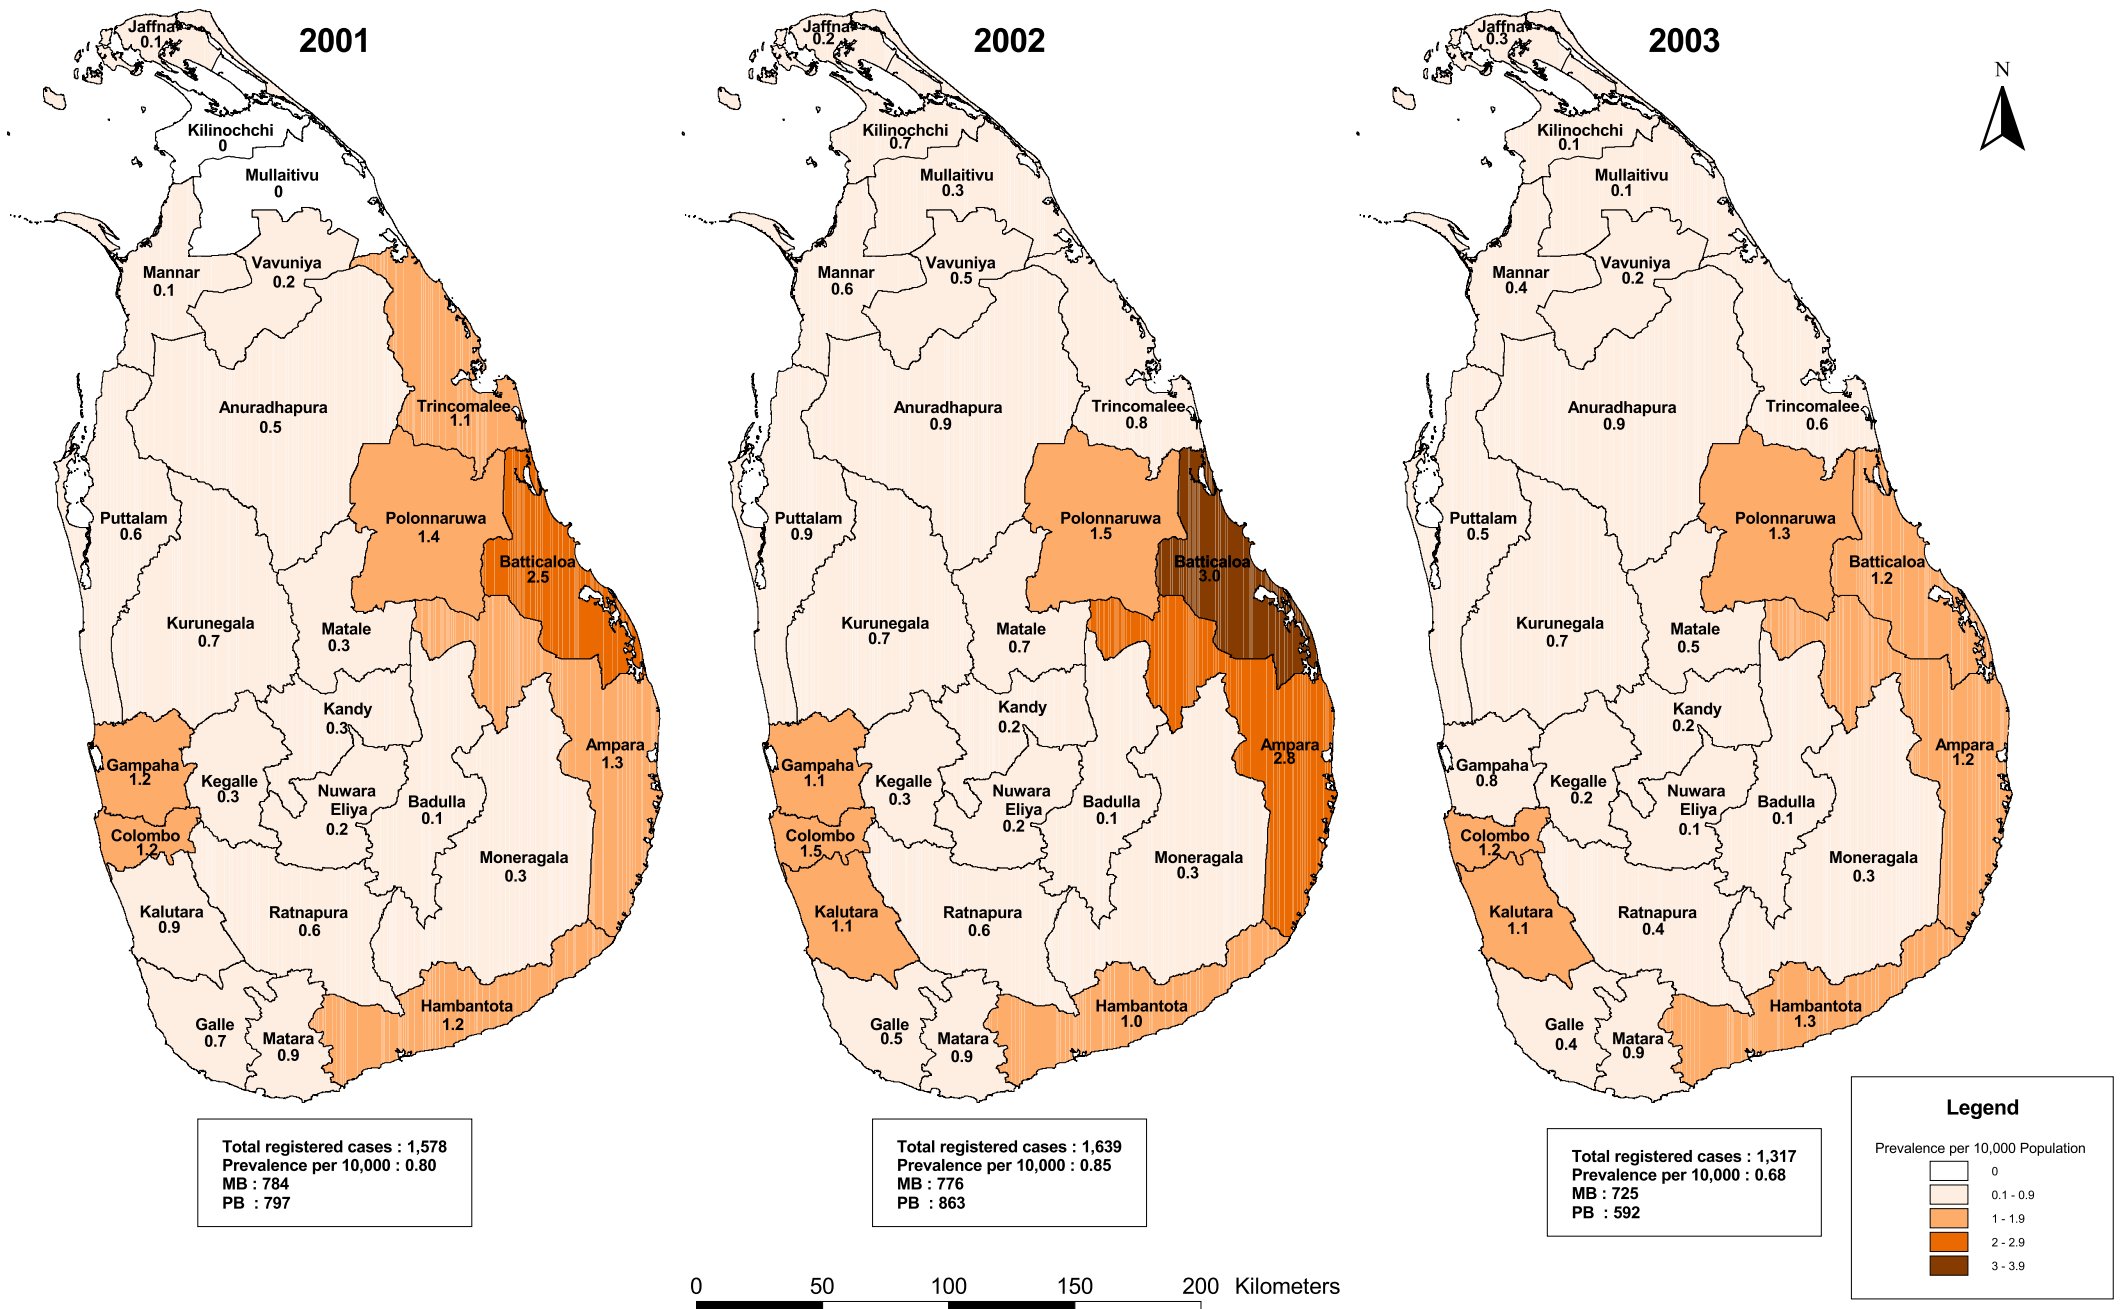 2001
Jaffna
0.1
Kilinochchi
0
Mullaitivu
0
Mannar
0.1
Vavuniya
0.2
Anuradhapura
0.5
Trincomalee
1.1
Puttalam
0.6
Polonnaruwa
1.4
Batticaloa
2.5
Kurunegala
0.7
Matale
0.3
Kandy
0.3
Ampara
1.3
Gampaha
1.2
Kegalle
0.3
Nuwara
Eliya
0.2
Badulla
0.1
Colombo
1.2
Moneragala
0.3
Kalutara
0.9
Ratnapura
0.6
Hambantota
1.2
Galle
0.7
Matara
0.9
Total registered cases : 1,578
Prevalence per 10,000 : 0.80
MB : 784
PB : 797
2002
Jaffna
0.2
Kilinochchi
0.7
Mullaitivu
0.3
Mannar
0.6
Vavuniya
0.5
Anuradhapura
0.9
Trincomalee
0.8
Puttalam
0.9
Polonnaruwa
1.5
Batticaloa
3.0
Kurunegala
0.7
Matale
0.7
Kandy
0.2
Ampara
2.8
Gampaha
1.1
Kegalle
0.3
Nuwara
Eliya
0.2
Badulla
0.1
Colombo
1.5
Moneragala
0.3
Kalutara
1.1
Ratnapura
0.6
Hambantota
1.0
Galle
0.5
Matara
0.9
Total registered cases : 1,639
Prevalence per 10,000 : 0.85
MB : 776
PB : 863
2003
Jaffna
0.3
Kilinochchi
0.1
Mullaitivu
0.1
Mannar
0.4
Vavuniya
0.2
Anuradhapura
0.9
Trincomalee
0.6
Puttalam
0.5
Polonnaruwa
1.3
Batticaloa
1.2
Kurunegala
0.7
Matale
0.5
Kandy
0.2
Ampara
1.2
Gampaha
0.8
Kegalle
0.2
Nuwara
Eliya
0.1
Badulla
0.1
Colombo
1.2
Moneragala
0.3
Kalutara
1.1
Ratnapura
0.4
Hambantota
1.3
Galle
0.4
Matara
0.9
Total registered cases : 1,317
Prevalence per 10,000 : 0.68
MB : 725
PB : 592
N
Legend
Prevalence per 10,000 Population
0
0.1 - 0.9
1 - 1.9
2 - 2.9
3 - 3.9
0 50 100 150 200 Kilometers